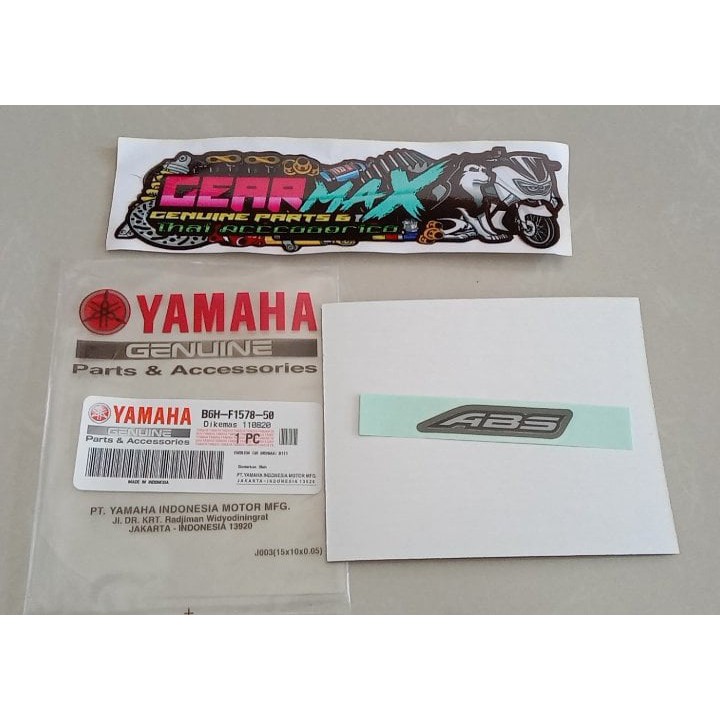 GEARMAX
GENUINE PARTS &
YAMAHA
GENUINE
Parts & Accessories
YAMAHA
GENUINE
Parts & Accessories
B6H-F1578-50
Dikemas 110820
1 PC
MADE IN INDONESIA
PT. YAMAHA INDONESIA MOTOR MFG.
JAKARTA-INDONESIA 13920
PT. YAMAHA INDONESIA MOTOR MFG.
Jl. DR. KRT. Radjiman Widyodiningrat
JAKARTA - INDONESIA 13920
J003(15x10x0.05)
ABS